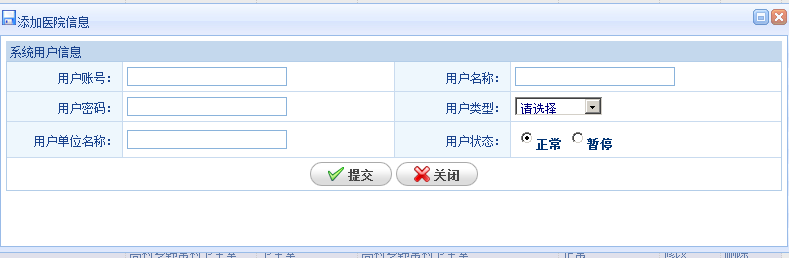 添加医院信息
系统用户信息
用户账号： 用户名称：
用户密码： 用户类型： 请选择
用户单位名称： 用户状态： 正常 暂停
提交 关闭